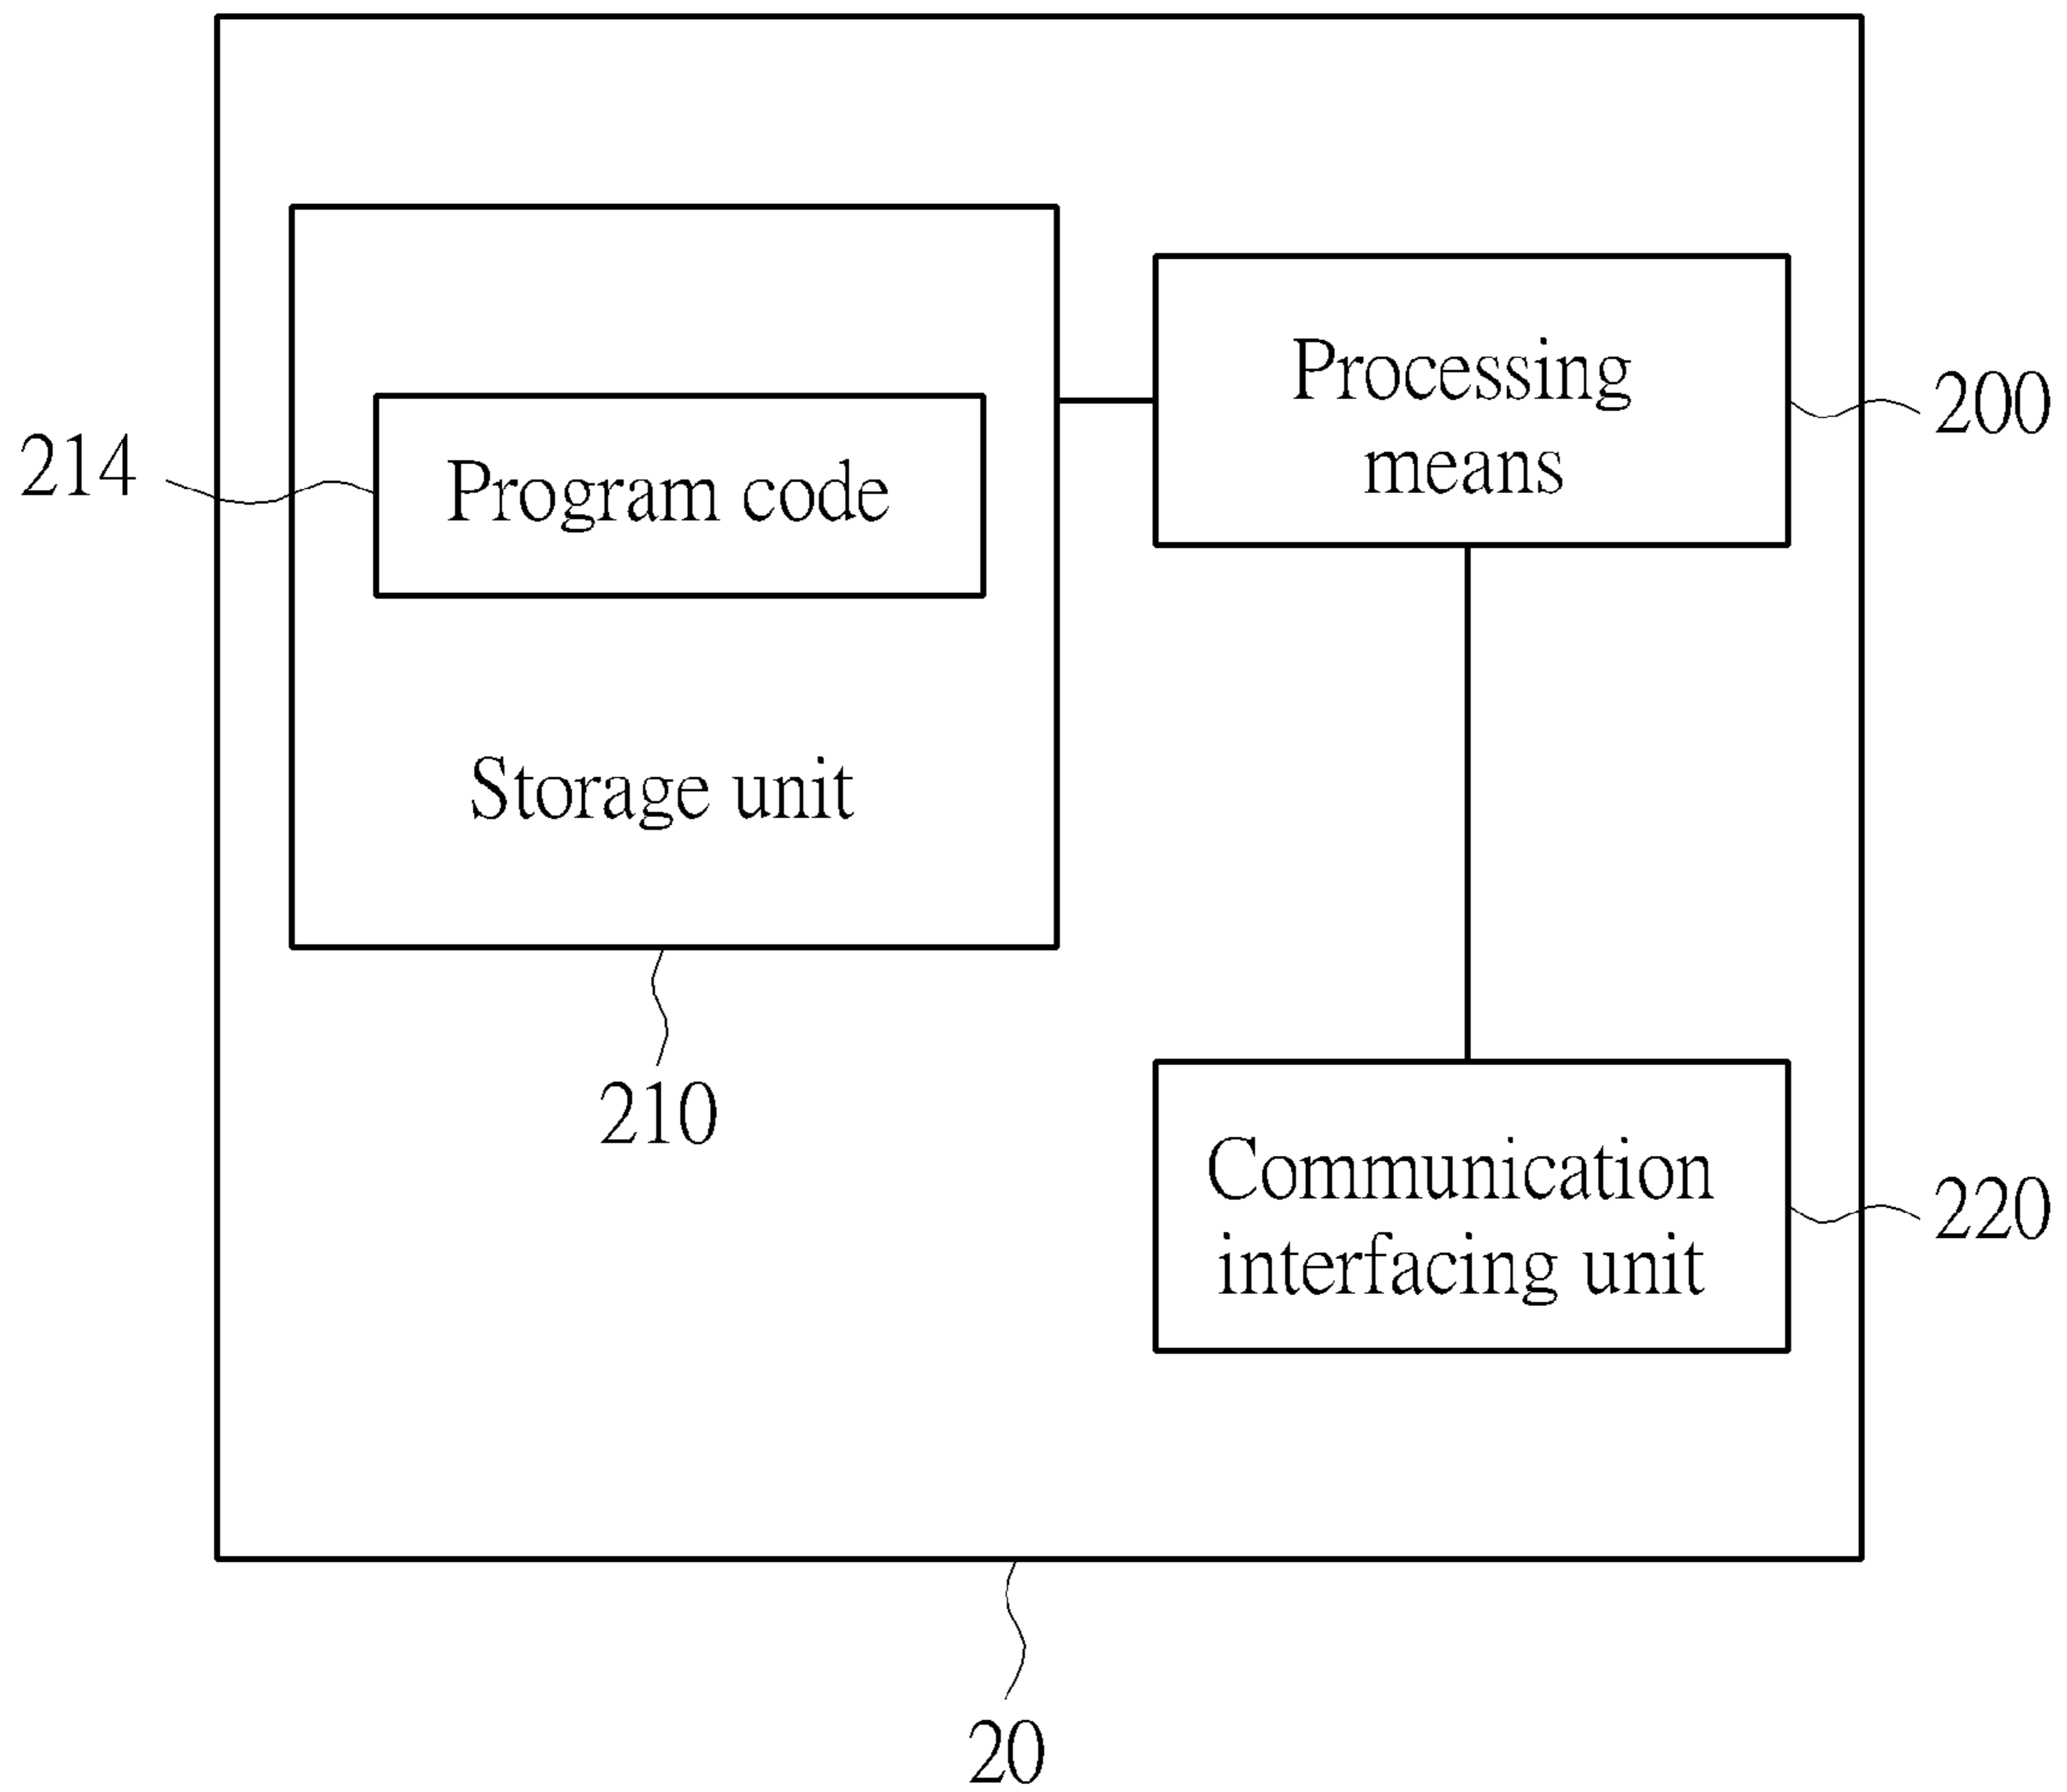 Processing
means
200
214
Program code
Storage unit
210
Communication
interfacing unit
220
20